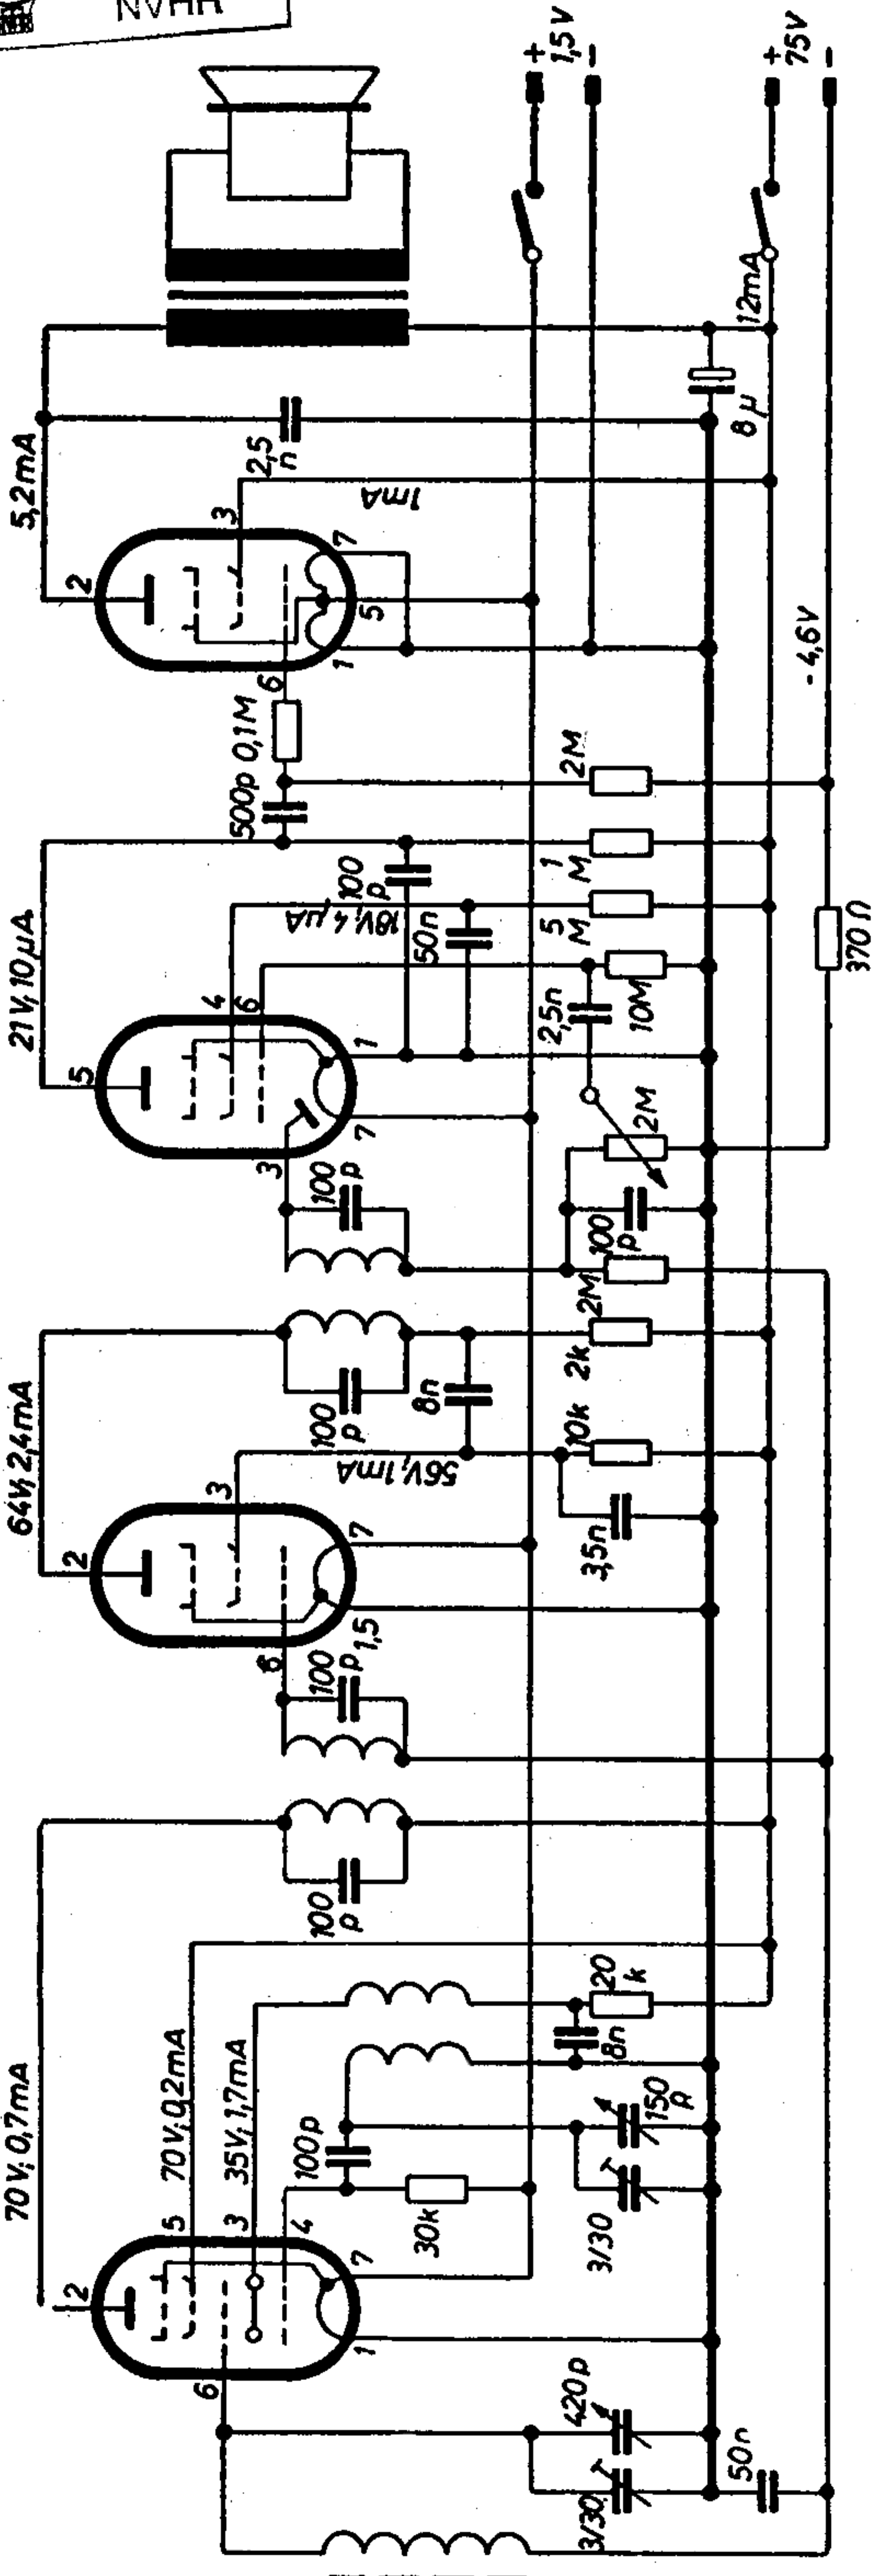 NVHR
70V; 0,7mA
64V; 2,4mA
21V; 10µA
5,2mA
2
5
70V; 0,2mA
3
35V; 1,7mA
4
6
7
1
100p
30k
3/30
420p
3/30
150p
50n
8n
20k
100p
2
3
6
100p
7
1,5
56V; 1mA
100p
8n
3,5n
10k
2k
2M
100p
5
4
6
3
100p
7
1
18V; 4µA
100p
50n
2,5n
2M
10M
5M
1M
2M
370Ω
500p
0,1M
2
3
6
1
5
7
1mA
2,5n
8µ
-4,6V
12mA
+
1,5V
-
+
75V
-